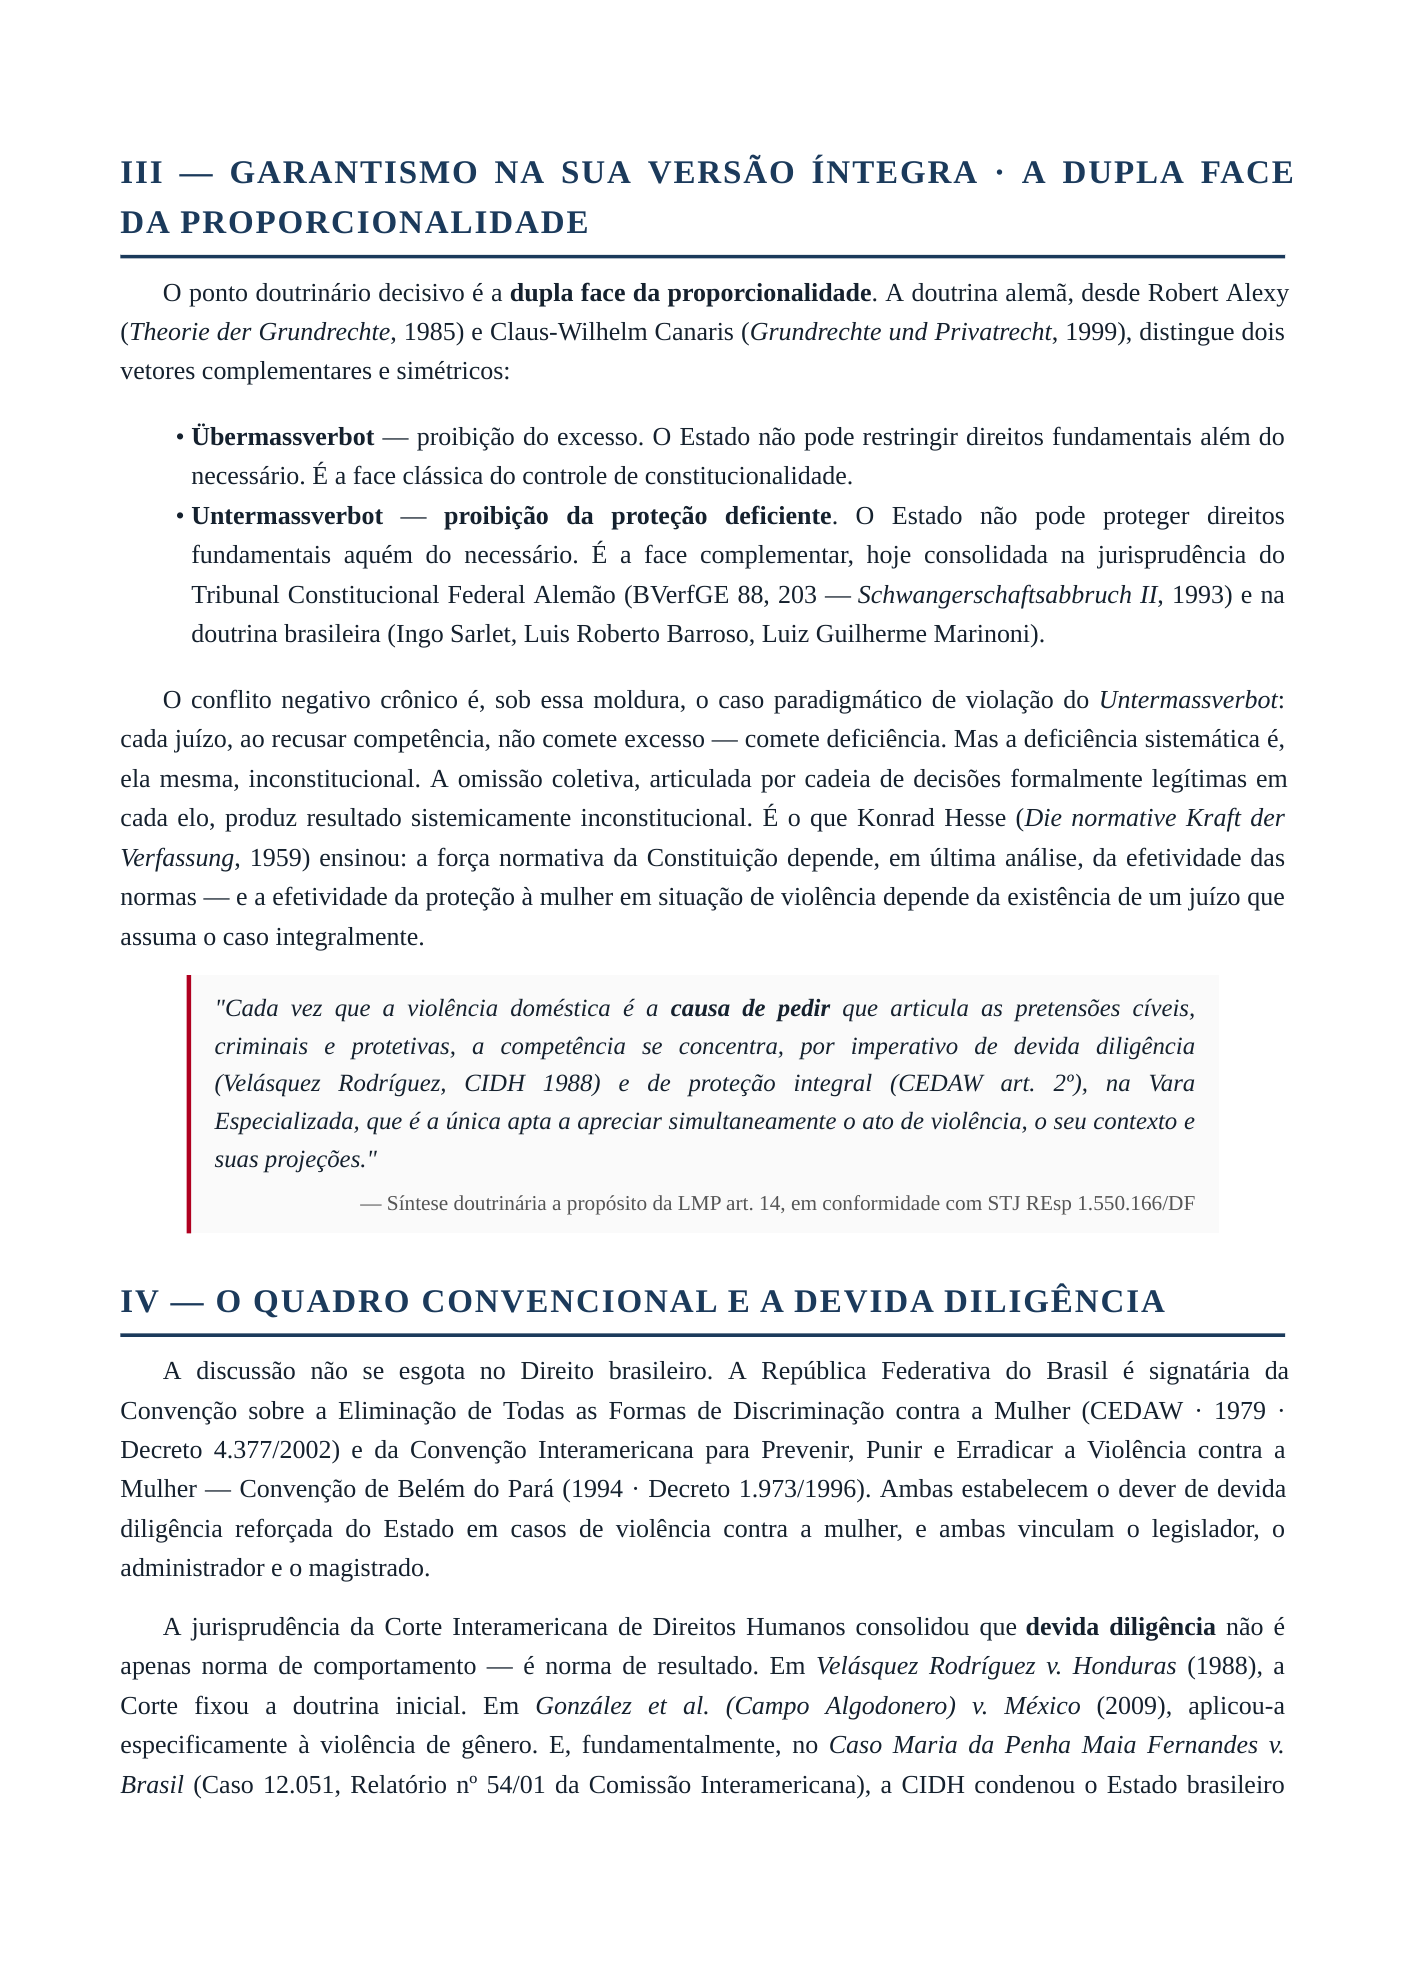 III — GARANTISMO NA SUA VERSÃO ÍNTEGRA · A DUPLA FACE
DA PROPORCIONALIDADE
O ponto doutrinário decisivo é a dupla face da proporcionalidade. A doutrina alemã, desde Robert Alexy
(Theorie der Grundrechte, 1985) e Claus-Wilhelm Canaris (Grundrechte und Privatrecht, 1999), distingue dois
vetores complementares e simétricos:
• Übermassverbot — proibição do excesso. O Estado não pode restringir direitos fundamentais além do
necessário. É a face clássica do controle de constitucionalidade.
• Untermassverbot — proibição da proteção deficiente. O Estado não pode proteger direitos
fundamentais aquém do necessário. É a face complementar, hoje consolidada na jurisprudência do
Tribunal Constitucional Federal Alemão (BVerfGE 88, 203 — Schwangerschaftsabbruch II, 1993) e na
doutrina brasileira (Ingo Sarlet, Luis Roberto Barroso, Luiz Guilherme Marinoni).
O conflito negativo crônico é, sob essa moldura, o caso paradigmático de violação do Untermassverbot:
cada juízo, ao recusar competência, não comete excesso — comete deficiência. Mas a deficiência sistemática é,
ela mesma, inconstitucional. A omissão coletiva, articulada por cadeia de decisões formalmente legítimas em
cada elo, produz resultado sistemicamente inconstitucional. É o que Konrad Hesse (Die normative Kraft der
Verfassung, 1959) ensinou: a força normativa da Constituição depende, em última análise, da efetividade das
normas — e a efetividade da proteção à mulher em situação de violência depende da existência de um juízo que
assuma o caso integralmente.
"Cada vez que a violência doméstica é a causa de pedir que articula as pretensões cíveis,
criminais e protetivas, a competência se concentra, por imperativo de devida diligência
(Velásquez Rodríguez, CIDH 1988) e de proteção integral (CEDAW art. 2º), na Vara
Especializada, que é a única apta a apreciar simultaneamente o ato de violência, o seu contexto e
suas projeções."
— Síntese doutrinária a propósito da LMP art. 14, em conformidade com STJ REsp 1.550.166/DF
IV — O QUADRO CONVENCIONAL E A DEVIDA DILIGÊNCIA
A discussão não se esgota no Direito brasileiro. A República Federativa do Brasil é signatária da
Convenção sobre a Eliminação de Todas as Formas de Discriminação contra a Mulher (CEDAW · 1979 ·
Decreto 4.377/2002) e da Convenção Interamericana para Prevenir, Punir e Erradicar a Violência contra a
Mulher — Convenção de Belém do Pará (1994 · Decreto 1.973/1996). Ambas estabelecem o dever de devida
diligência reforçada do Estado em casos de violência contra a mulher, e ambas vinculam o legislador, o
administrador e o magistrado.
A jurisprudência da Corte Interamericana de Direitos Humanos consolidou que devida diligência não é
apenas norma de comportamento — é norma de resultado. Em Velásquez Rodríguez v. Honduras (1988), a
Corte fixou a doutrina inicial. Em González et al. (Campo Algodonero) v. México (2009), aplicou-a
especificamente à violência de gênero. E, fundamentalmente, no Caso Maria da Penha Maia Fernandes v.
Brasil (Caso 12.051, Relatório nº 54/01 da Comissão Interamericana), a CIDH condenou o Estado brasileiro